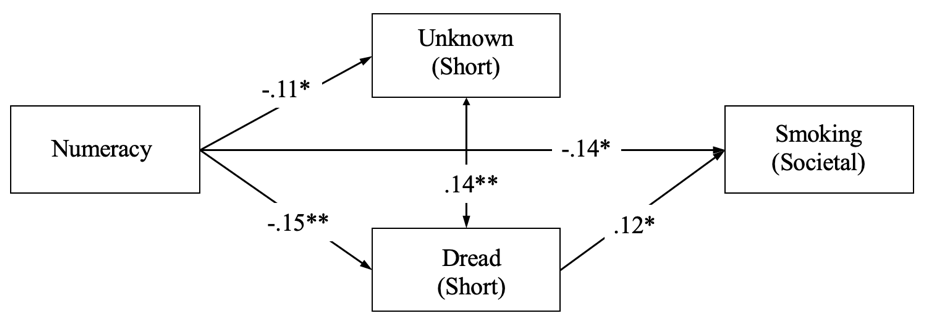 Unknown
(Short)
-.11*
Numeracy
-.14*
Smoking
(Societal)
.14**
-.15**
.12*
Dread
(Short)